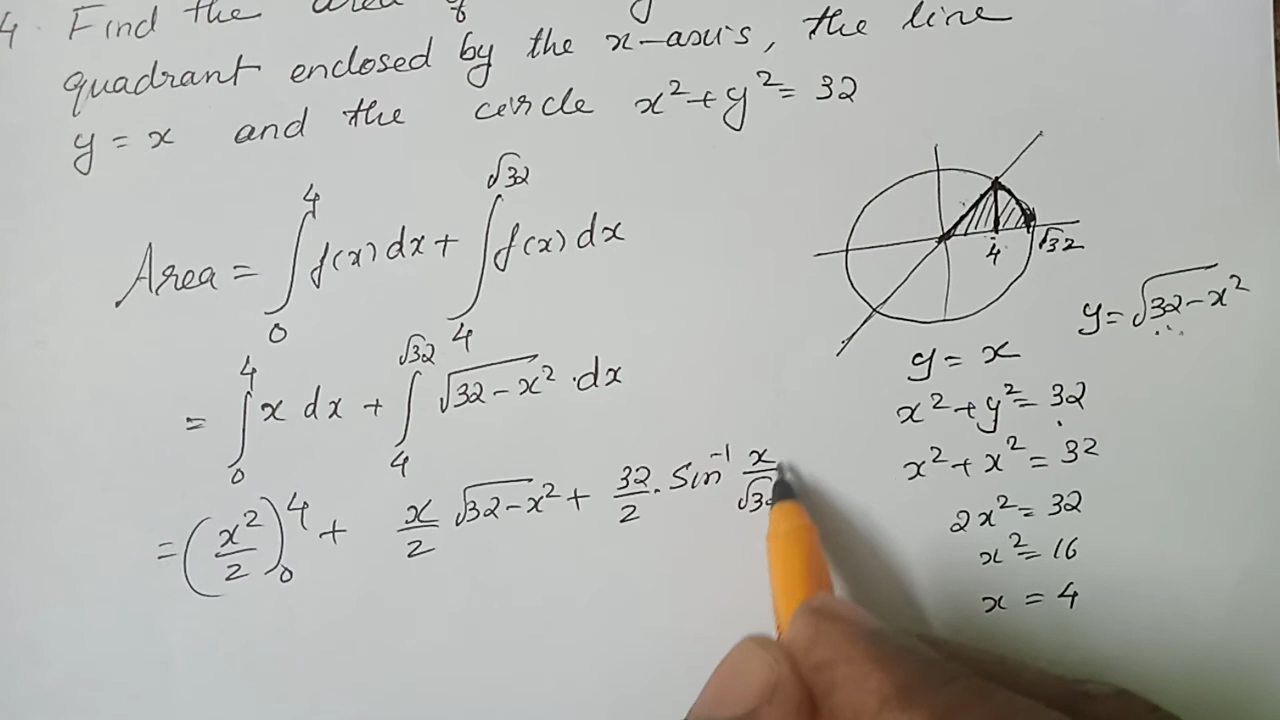 4. Find the area
quadrant enclosed by the x-axis, the line
y = x and the circle x² + y² = 32
Area = ∫₀⁴ f(x) dx + ∫₄^√32 f(x) dx
= ∫₀⁴ x dx + ∫₄^√32 √32-x² · dx
= (x²/2)₀⁴ + x/2 √32-x² + 32/2 · Sin⁻¹ x/√32
4 √32
y = √32-x²
y = x
x² + y² = 32
x² + x² = 32
2x² = 32
x² = 16
x = 4